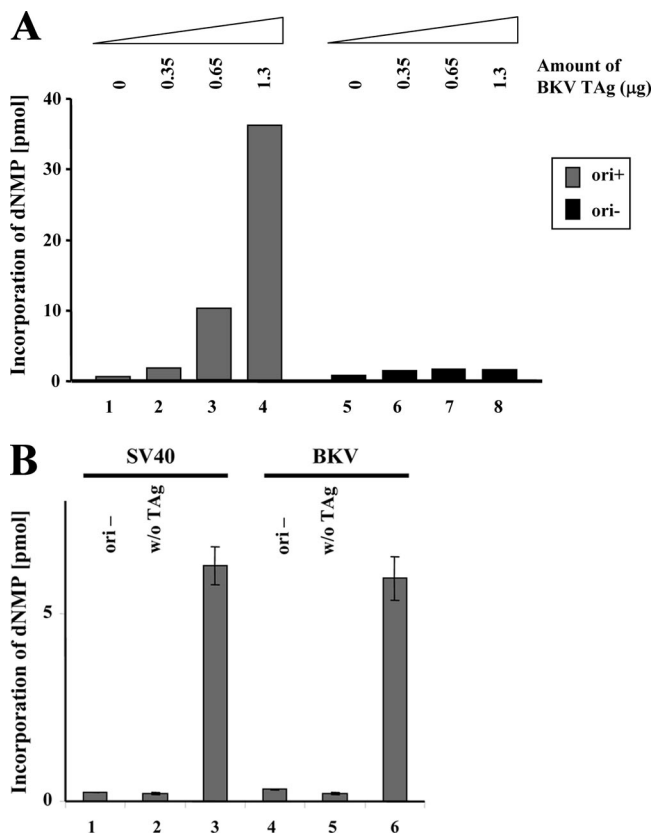 A
0 0.35 0.65 1.3 0 0.35 0.65 1.3 Amount of
BKV TAg (µg)
Incorporation of dNMP [pmol]
40
30
20
10
0
ori+
ori-
1 2 3 4 5 6 7 8
B
SV40 BKV
ori – w/o TAg ori – w/o TAg
Incorporation of dNMP [pmol]
5
0
1 2 3 4 5 6